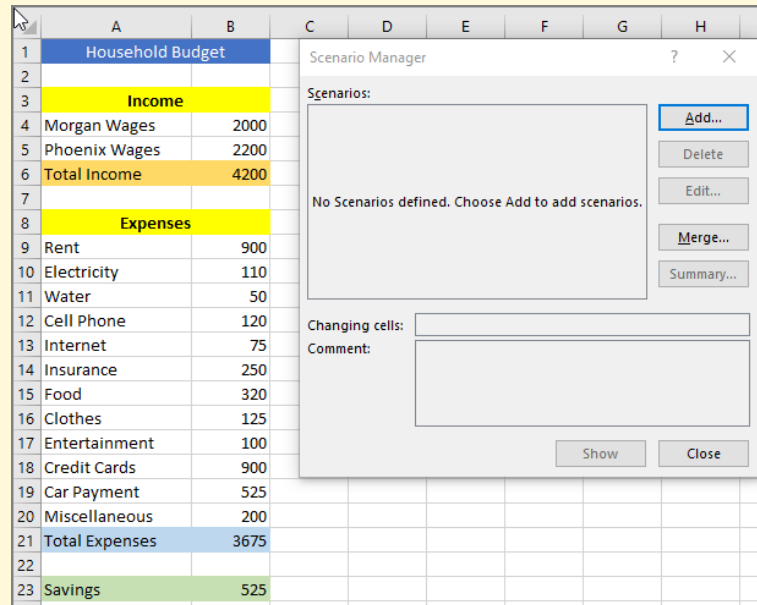 A B C D E F G H
1 Household Budget
2
3 Income
4 Morgan Wages 2000
5 Phoenix Wages 2200
6 Total Income 4200
7
8 Expenses
9 Rent 900
10 Electricity 110
11 Water 50
12 Cell Phone 120
13 Internet 75
14 Insurance 250
15 Food 320
16 Clothes 125
17 Entertainment 100
18 Credit Cards 900
19 Car Payment 525
20 Miscellaneous 200
21 Total Expenses 3675
22
23 Savings 525
Scenario Manager ? ×
Scenarios:
No Scenarios defined. Choose Add to add scenarios.
Add...
Delete
Edit...
Merge...
Summary...
Changing cells:
Comment:
Show Close